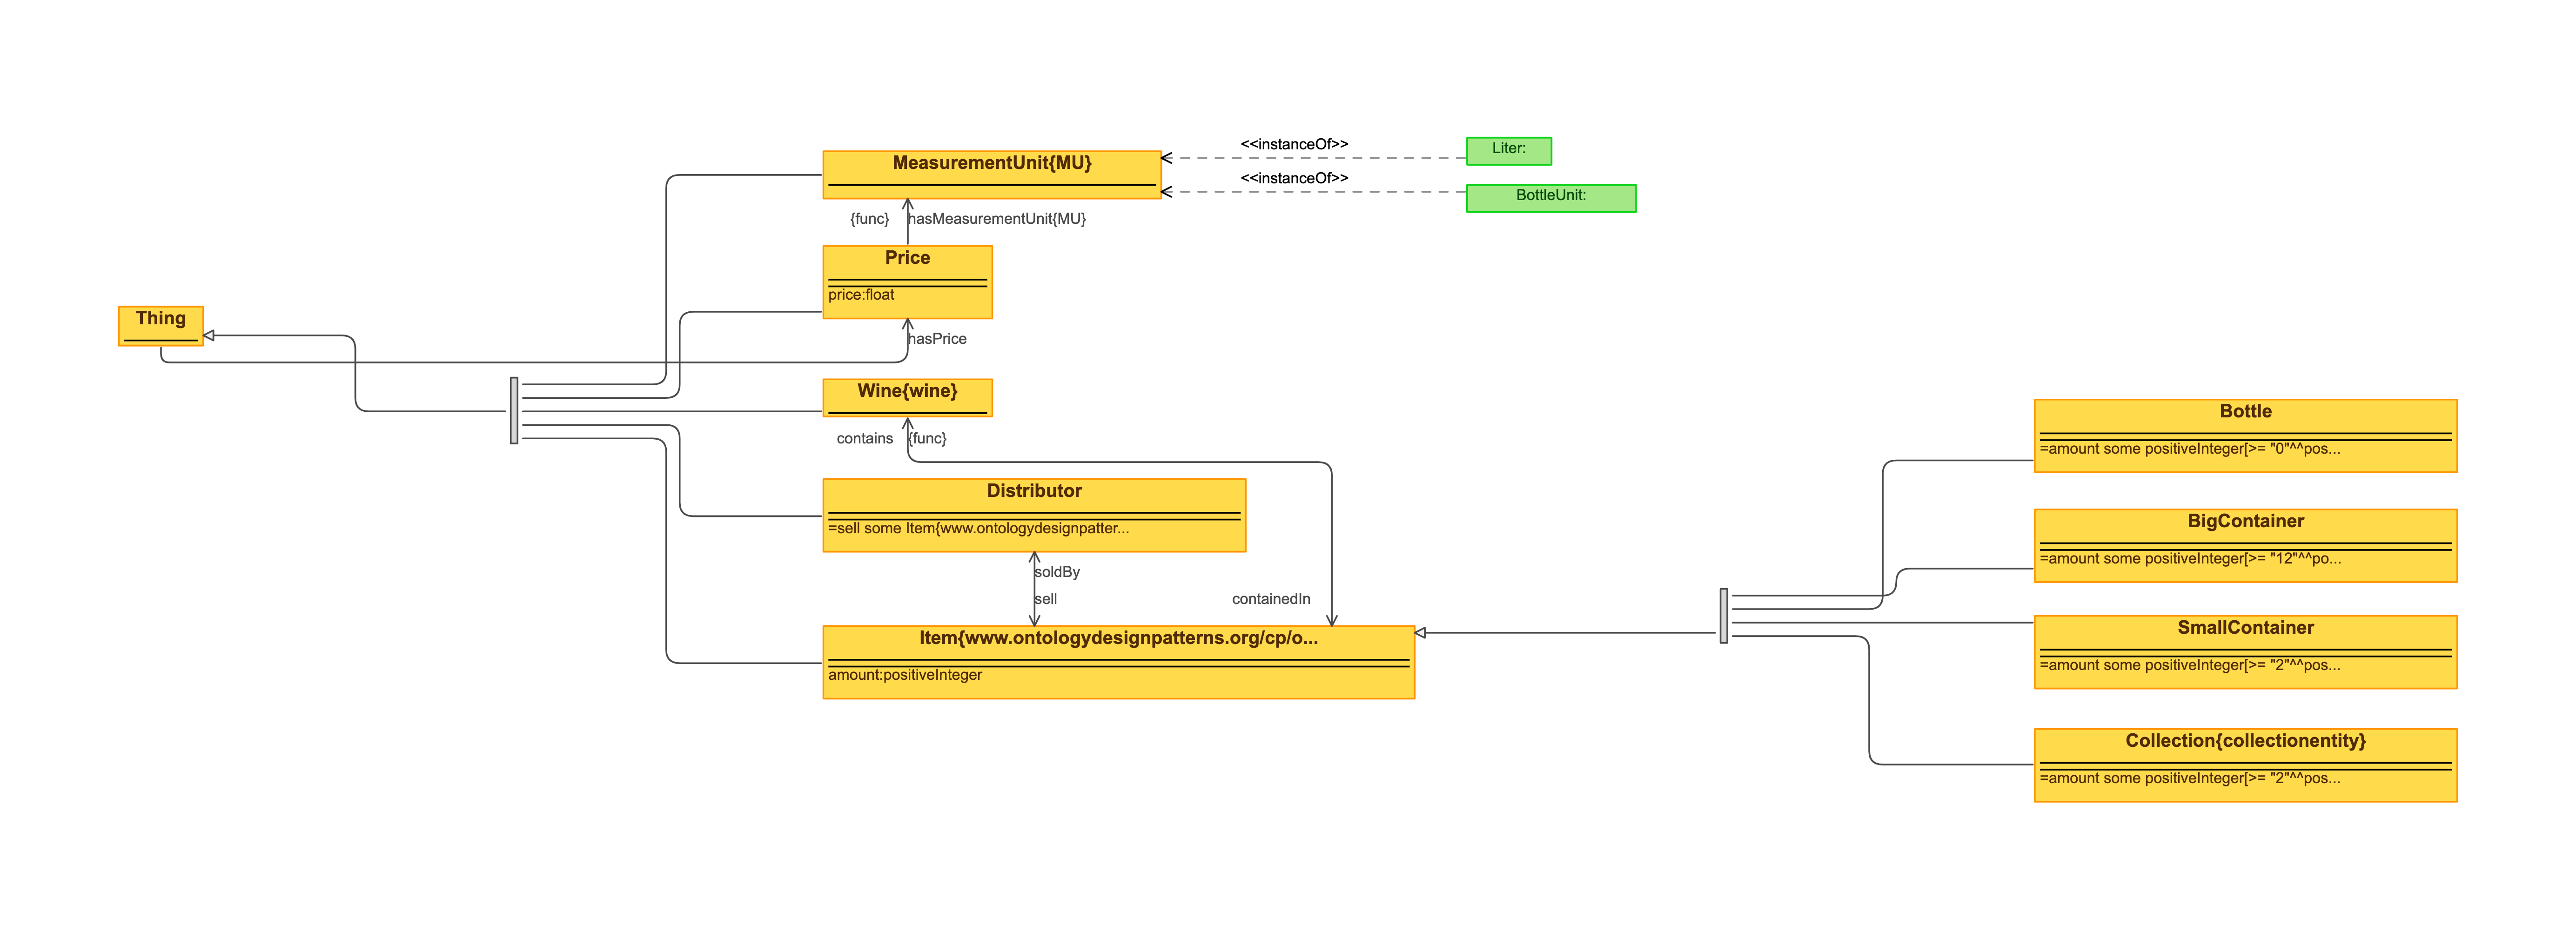 <<instanceOf>>
Liter:
MeasurementUnit{MU}
<<instanceOf>>
BottleUnit:
{func}
hasMeasurementUnit{MU}
Price
price:float
Thing
hasPrice
Wine{wine}
contains
{func}
Distributor
=sell some Item{www.ontologydesignpatter...
soldBy
sell
containedIn
Item{www.ontologydesignpatterns.org/cp/o...
amount:positiveInteger
Bottle
=amount some positiveInteger[>= "0"^^pos...
BigContainer
=amount some positiveInteger[>= "12"^^po...
SmallContainer
=amount some positiveInteger[>= "2"^^pos...
Collection{collectionentity}
=amount some positiveInteger[>= "2"^^pos...